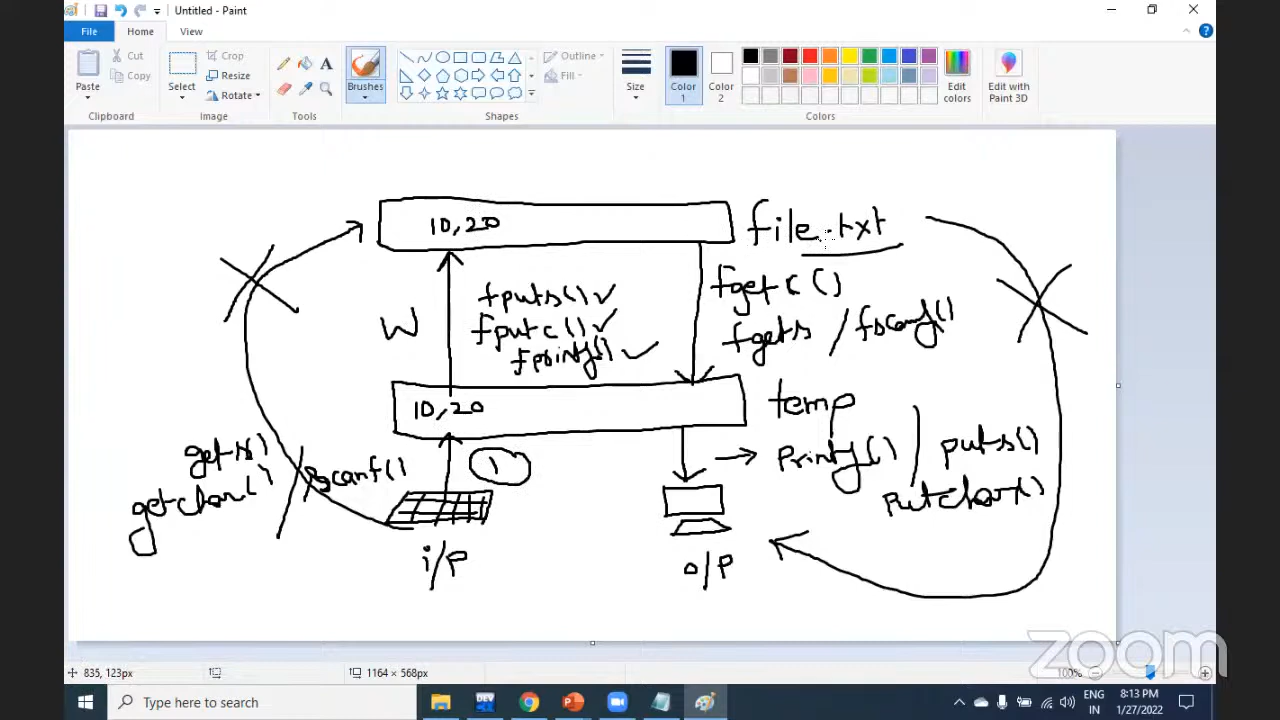 Untitled - Paint
File Home View
Paste
Cut
Copy
Clipboard
Select
Crop
Resize
Rotate
Image
A
Tools
Brushes
Outline
Fill
Shapes
Size
Color 1
Color 2
Edit colors
Colors
Edit with Paint 3D
10,20
file.txt
fputs()
fputc()
fprintf()
W
fgetc()
fgets / fscanf()
10,20
temp
gets()
getchar()
scanf()
1
printf()
puts()
putchar()
i/p
o/p
zoom
835, 123px
1164 × 568px
100%
Type here to search
DEV
ENG
IN
8:13 PM
1/27/2022